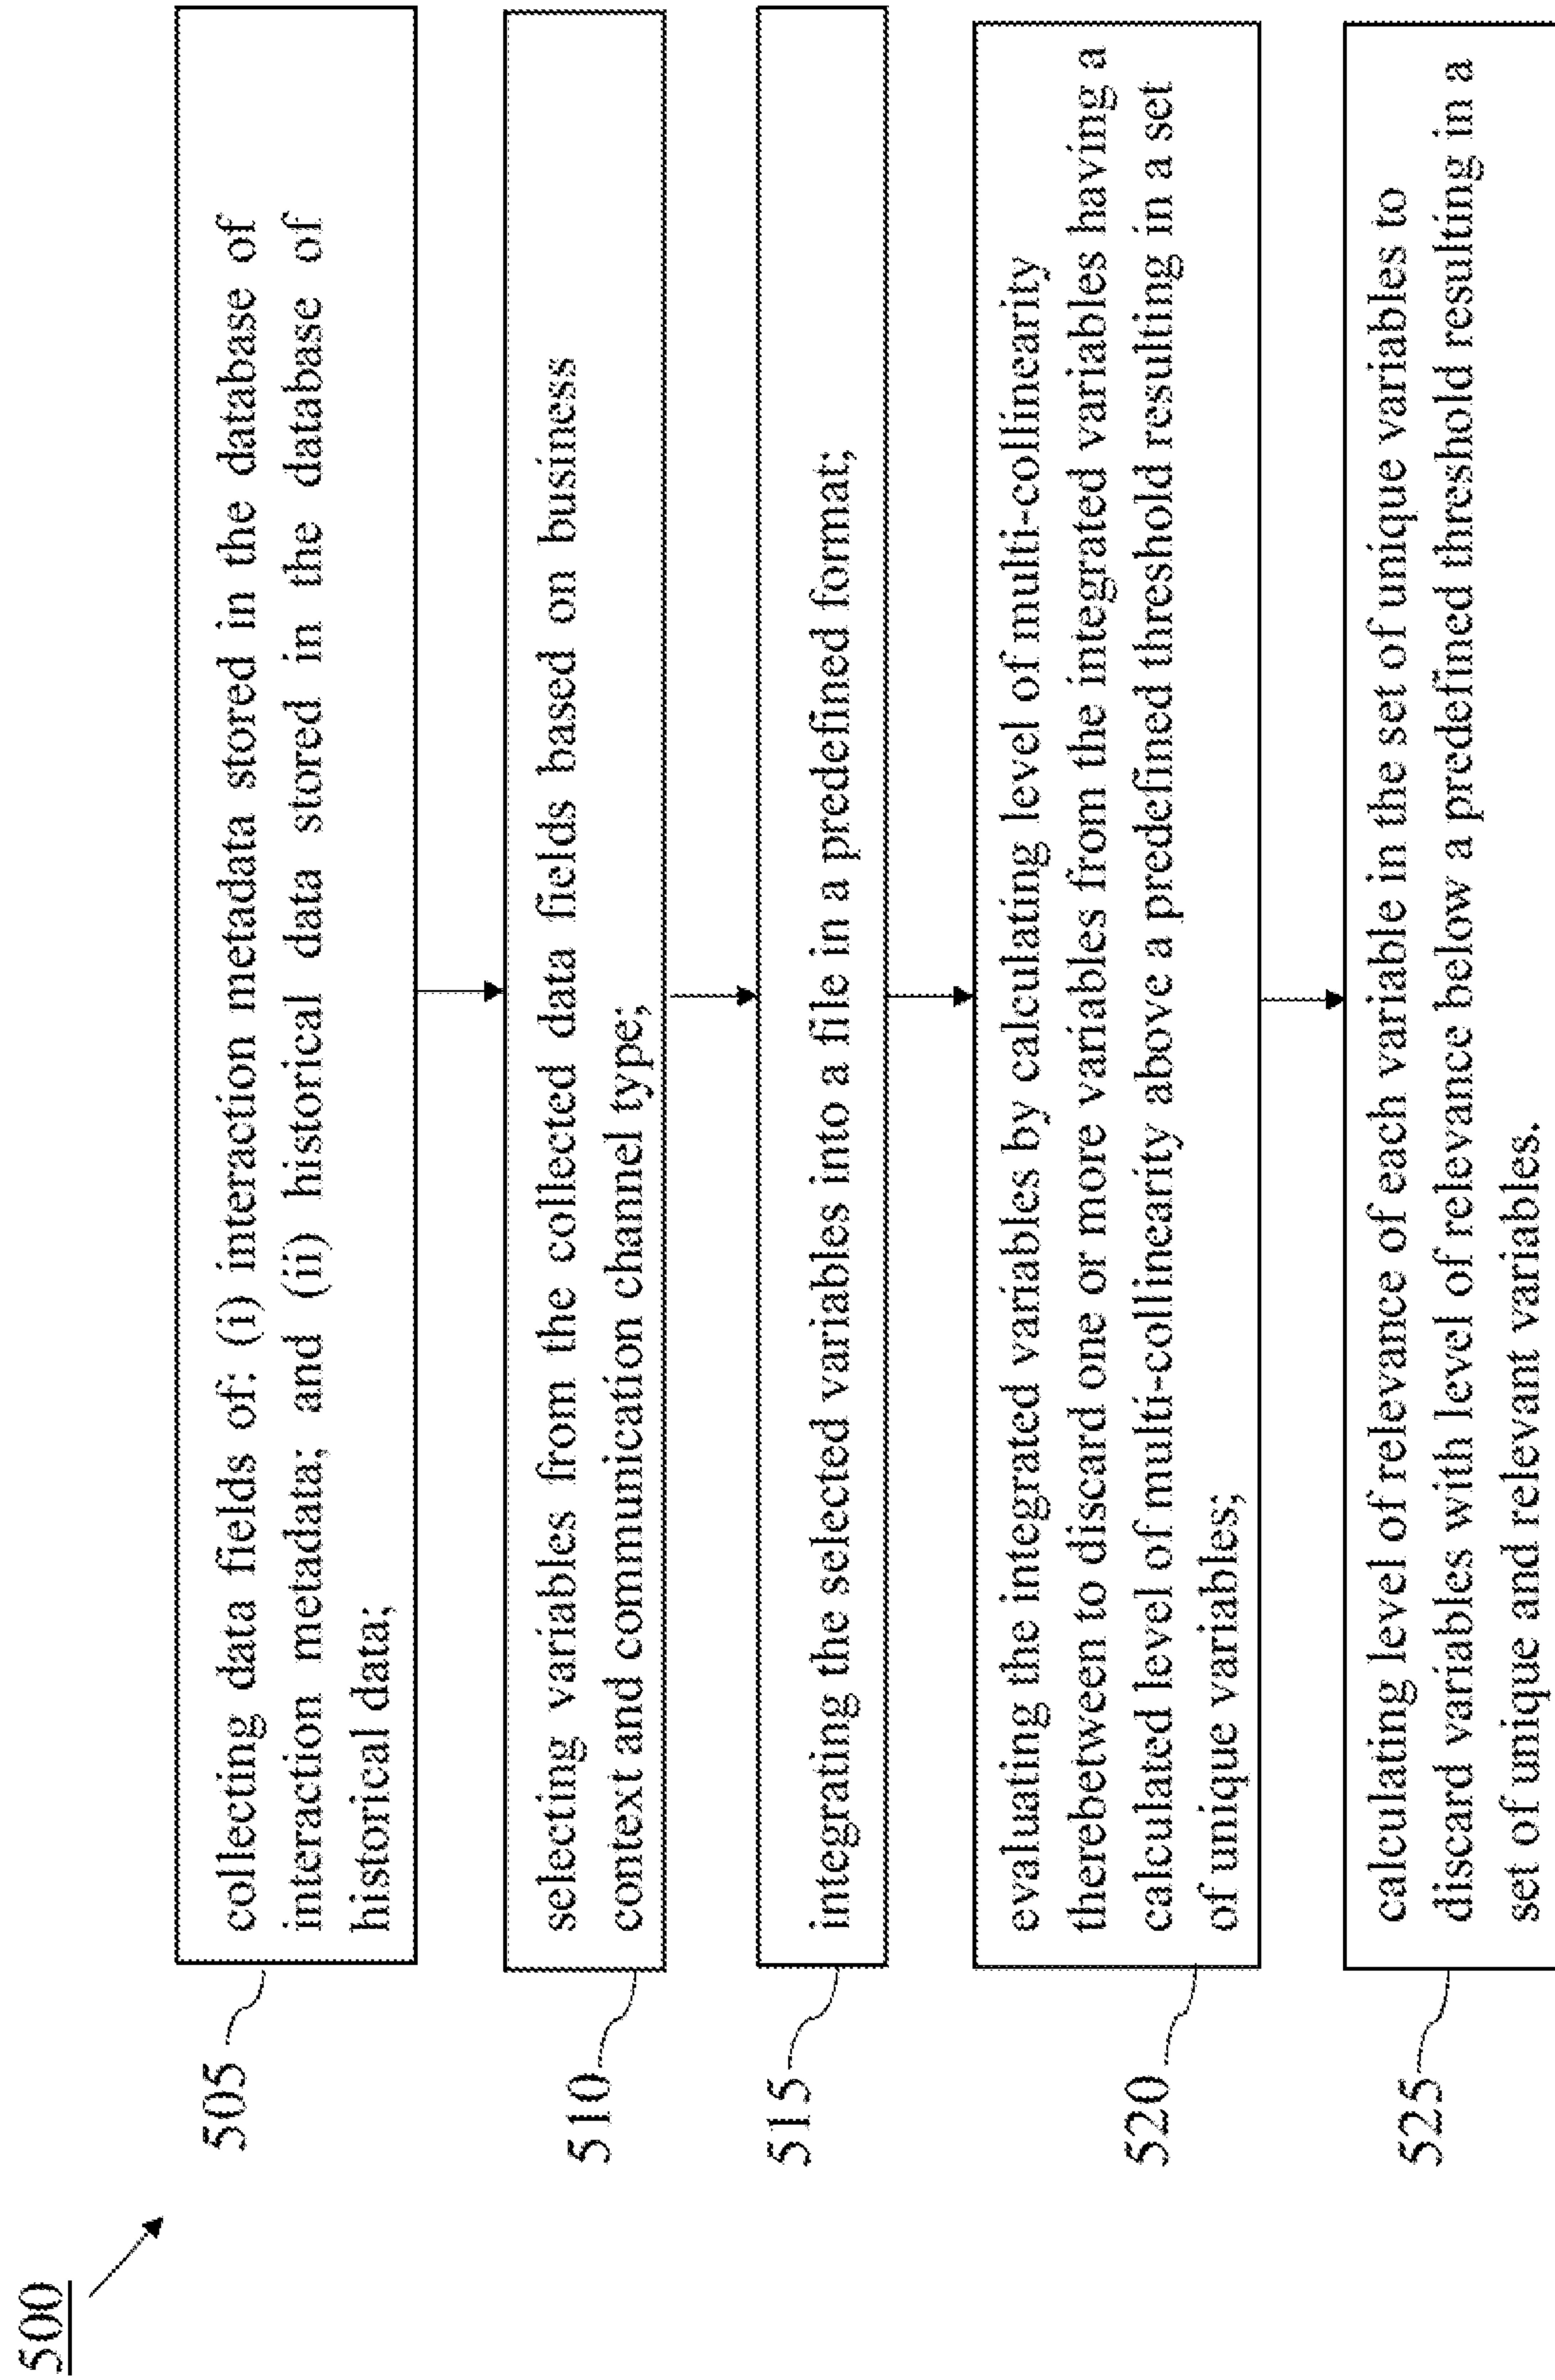 500
505
collecting data fields of: (i) interaction metadata stored in the database of
interaction metadata; and (ii) historical data stored in the database of
historical data;
510
selecting variables from the collected data fields based on business
context and communication channel type;
515
integrating the selected variables into a file in a predefined format;
520
evaluating the integrated variables by calculating level of multi-collinearity
therebetween to discard one or more variables from the integrated variables having a
calculated level of multi-collinearity above a predefined threshold resulting in a set
of unique variables;
525
calculating level of relevance of each variable in the set of unique variables to
discard variables with level of relevance below a predefined threshold resulting in a
set of unique and relevant variables.